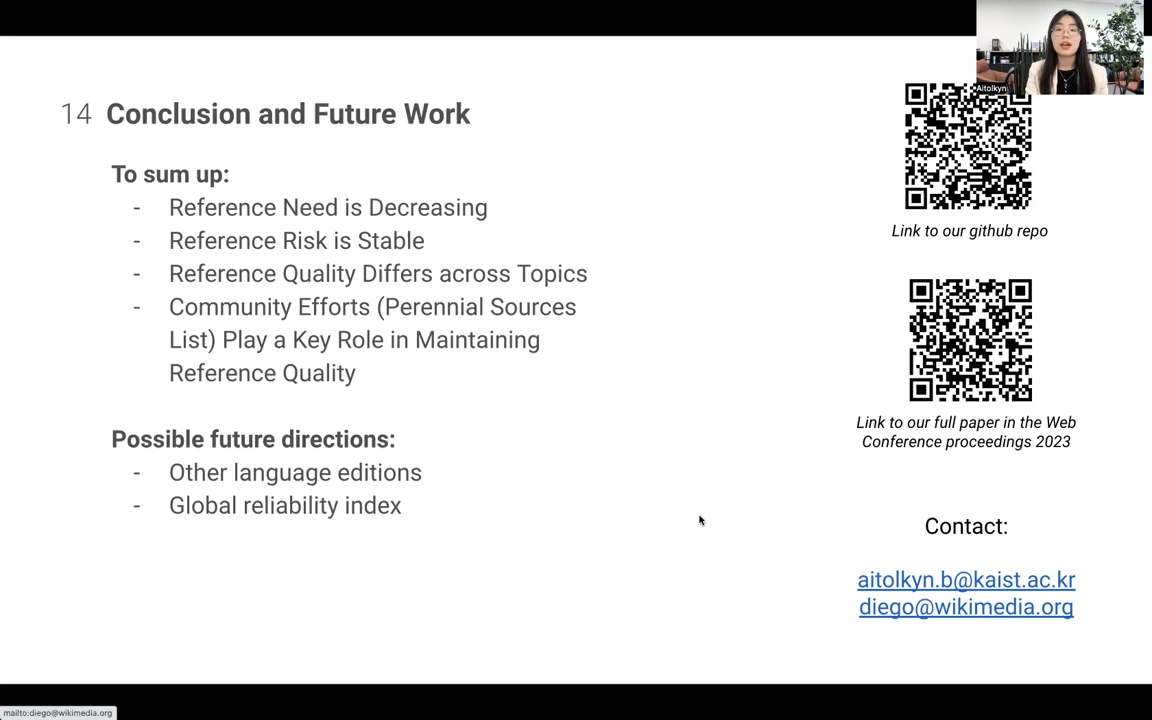 Aitolkyn
14 Conclusion and Future Work
To sum up:
- Reference Need is Decreasing
- Reference Risk is Stable
- Reference Quality Differs across Topics
- Community Efforts (Perennial Sources
List) Play a Key Role in Maintaining
Reference Quality
Possible future directions:
- Other language editions
- Global reliability index
Link to our github repo
Link to our full paper in the Web
Conference proceedings 2023
Contact:
aitolkyn.b@kaist.ac.kr
diego@wikimedia.org
mailto:diego@wikimedia.org